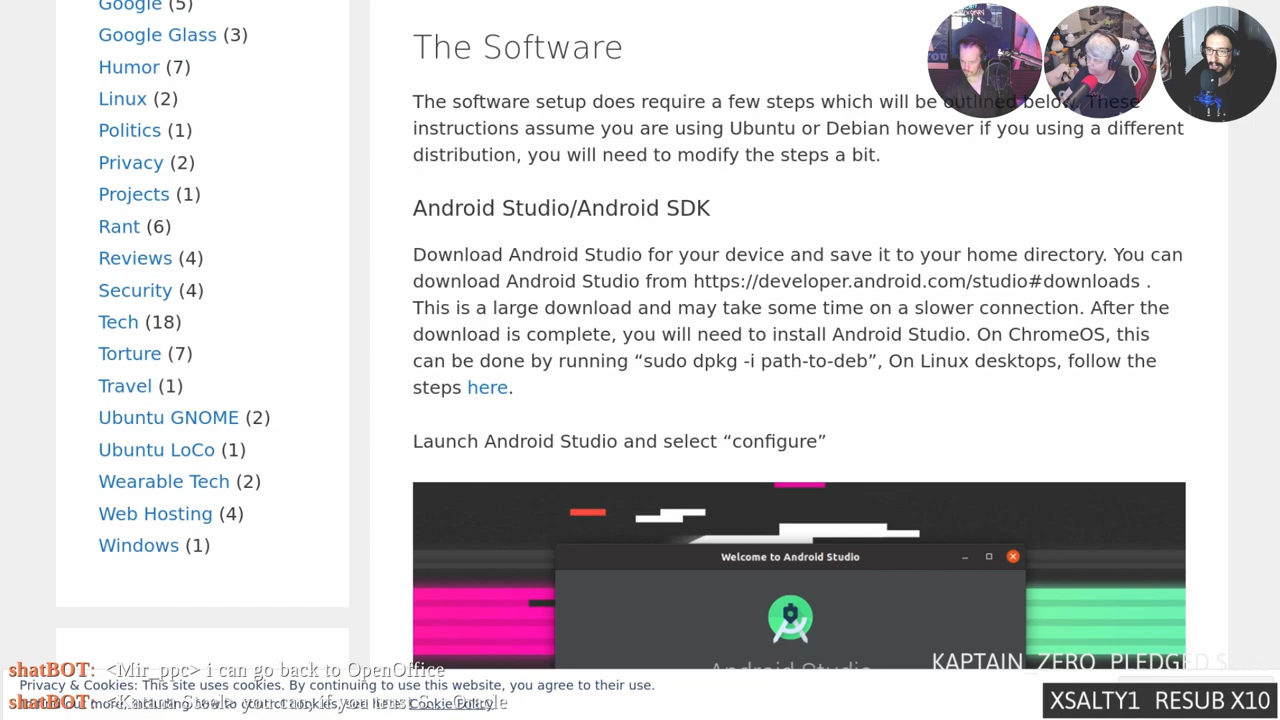 Google (5)
Google Glass (3)
Humor (7)
Linux (2)
Politics (1)
Privacy (2)
Projects (1)
Rant (6)
Reviews (4)
Security (4)
Tech (18)
Torture (7)
Travel (1)
Ubuntu GNOME (2)
Ubuntu LoCo (1)
Wearable Tech (2)
Web Hosting (4)
Windows (1)
The Software
The software setup does require a few steps which will be outlined below. These
instructions assume you are using Ubuntu or Debian however if you using a different
distribution, you will need to modify the steps a bit.
Android Studio/Android SDK
Download Android Studio for your device and save it to your home directory. You can
download Android Studio from https://developer.android.com/studio#downloads .
This is a large download and may take some time on a slower connection. After the
download is complete, you will need to install Android Studio. On ChromeOS, this
can be done by running “sudo dpkg -i path-to-deb”, On Linux desktops, follow the
steps here.
Launch Android Studio and select “configure”
Welcome to Android Studio
Android Studio
shatBOT: <Mir_ppc> i can go back to OpenOffice
Privacy & Cookies: This site uses cookies. By continuing to use this website, you agree to their use.
shatBOT:
Cookie Policy
KAPTAIN_ZERO PLEDGED $
XSALTY1 RESUB X10